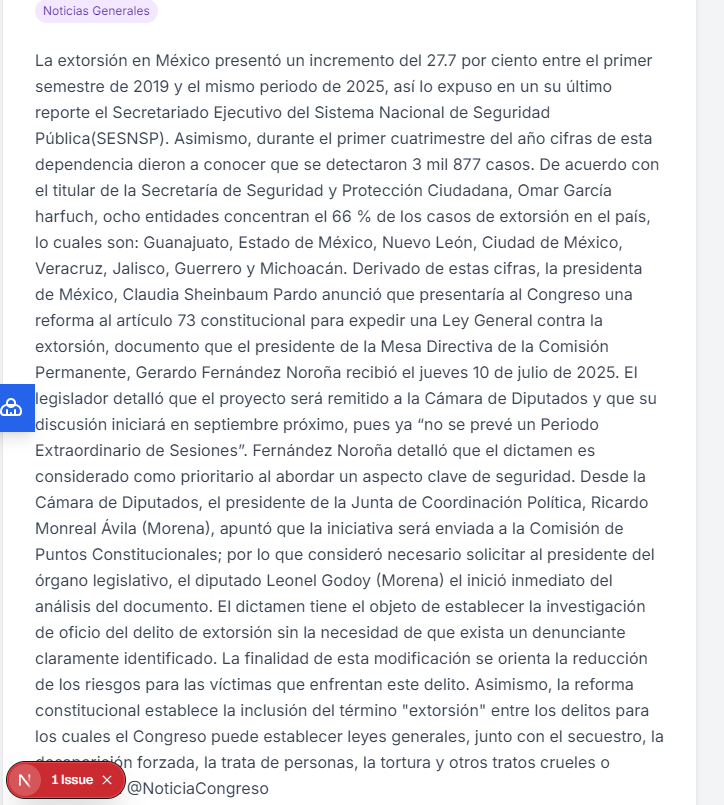 Noticias Generales
La extorsión en México presentó un incremento del 27.7 por ciento entre el primer
semestre de 2019 y el mismo periodo de 2025, así lo expuso en un su último
reporte el Secretariado Ejecutivo del Sistema Nacional de Seguridad
Pública(SESNSP). Asimismo, durante el primer cuatrimestre del año cifras de esta
dependencia dieron a conocer que se detectaron 3 mil 877 casos. De acuerdo con
el titular de la Secretaría de Seguridad y Protección Ciudadana, Omar García
harfuch, ocho entidades concentran el 66 % de los casos de extorsión en el país,
lo cuales son: Guanajuato, Estado de México, Nuevo León, Ciudad de México,
Veracruz, Jalisco, Guerrero y Michoacán. Derivado de estas cifras, la presidenta
de México, Claudia Sheinbaum Pardo anunció que presentaría al Congreso una
reforma al artículo 73 constitucional para expedir una Ley General contra la
extorsión, documento que el presidente de la Mesa Directiva de la Comisión
Permanente, Gerardo Fernández Noroña recibió el jueves 10 de julio de 2025. El
legislador detalló que el proyecto será remitido a la Cámara de Diputados y que su
discusión iniciará en septiembre próximo, pues ya “no se prevé un Periodo
Extraordinario de Sesiones”. Fernández Noroña detalló que el dictamen es
considerado como prioritario al abordar un aspecto clave de seguridad. Desde la
Cámara de Diputados, el presidente de la Junta de Coordinación Política, Ricardo
Monreal Ávila (Morena), apuntó que la iniciativa será enviada a la Comisión de
Puntos Constitucionales; por lo que consideró necesario solicitar al presidente del
órgano legislativo, el diputado Leonel Godoy (Morena) el inició inmediato del
análisis del documento. El dictamen tiene el objeto de establecer la investigación
de oficio del delito de extorsión sin la necesidad de que exista un denunciante
claramente identificado. La finalidad de esta modificación se orienta la reducción
de los riesgos para las víctimas que enfrentan este delito. Asimismo, la reforma
constitucional establece la inclusión del término "extorsión" entre los delitos para
los cuales el Congreso puede establecer leyes generales, junto con el secuestro, la
desaparición forzada, la trata de personas, la tortura y otros tratos crueles o
@NoticiaCongreso
N 1 Issue ×